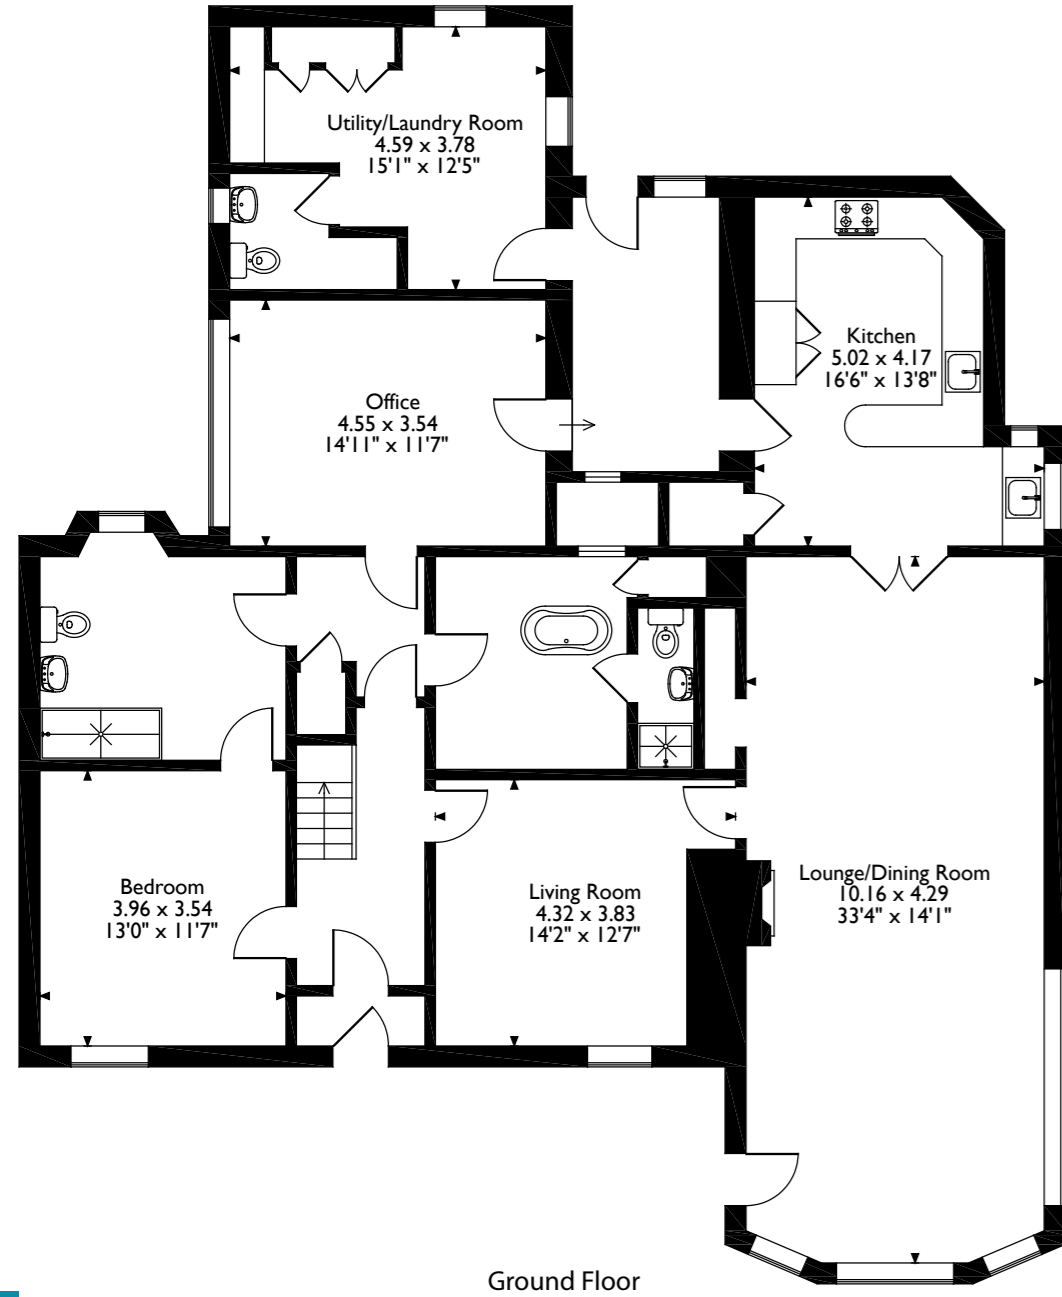 Utility/Laundry Room
4.59 x 3.78
15'1" x 12'5"
Kitchen
5.02 x 4.17
16'6" x 13'8"
Office
4.55 x 3.54
14'11" x 11'7"
Bedroom
3.96 x 3.54
13'0" x 11'7"
Living Room
4.32 x 3.83
14'2" x 12'7"
Lounge/Dining Room
10.16 x 4.29
33'4" x 14'1"
Ground Floor